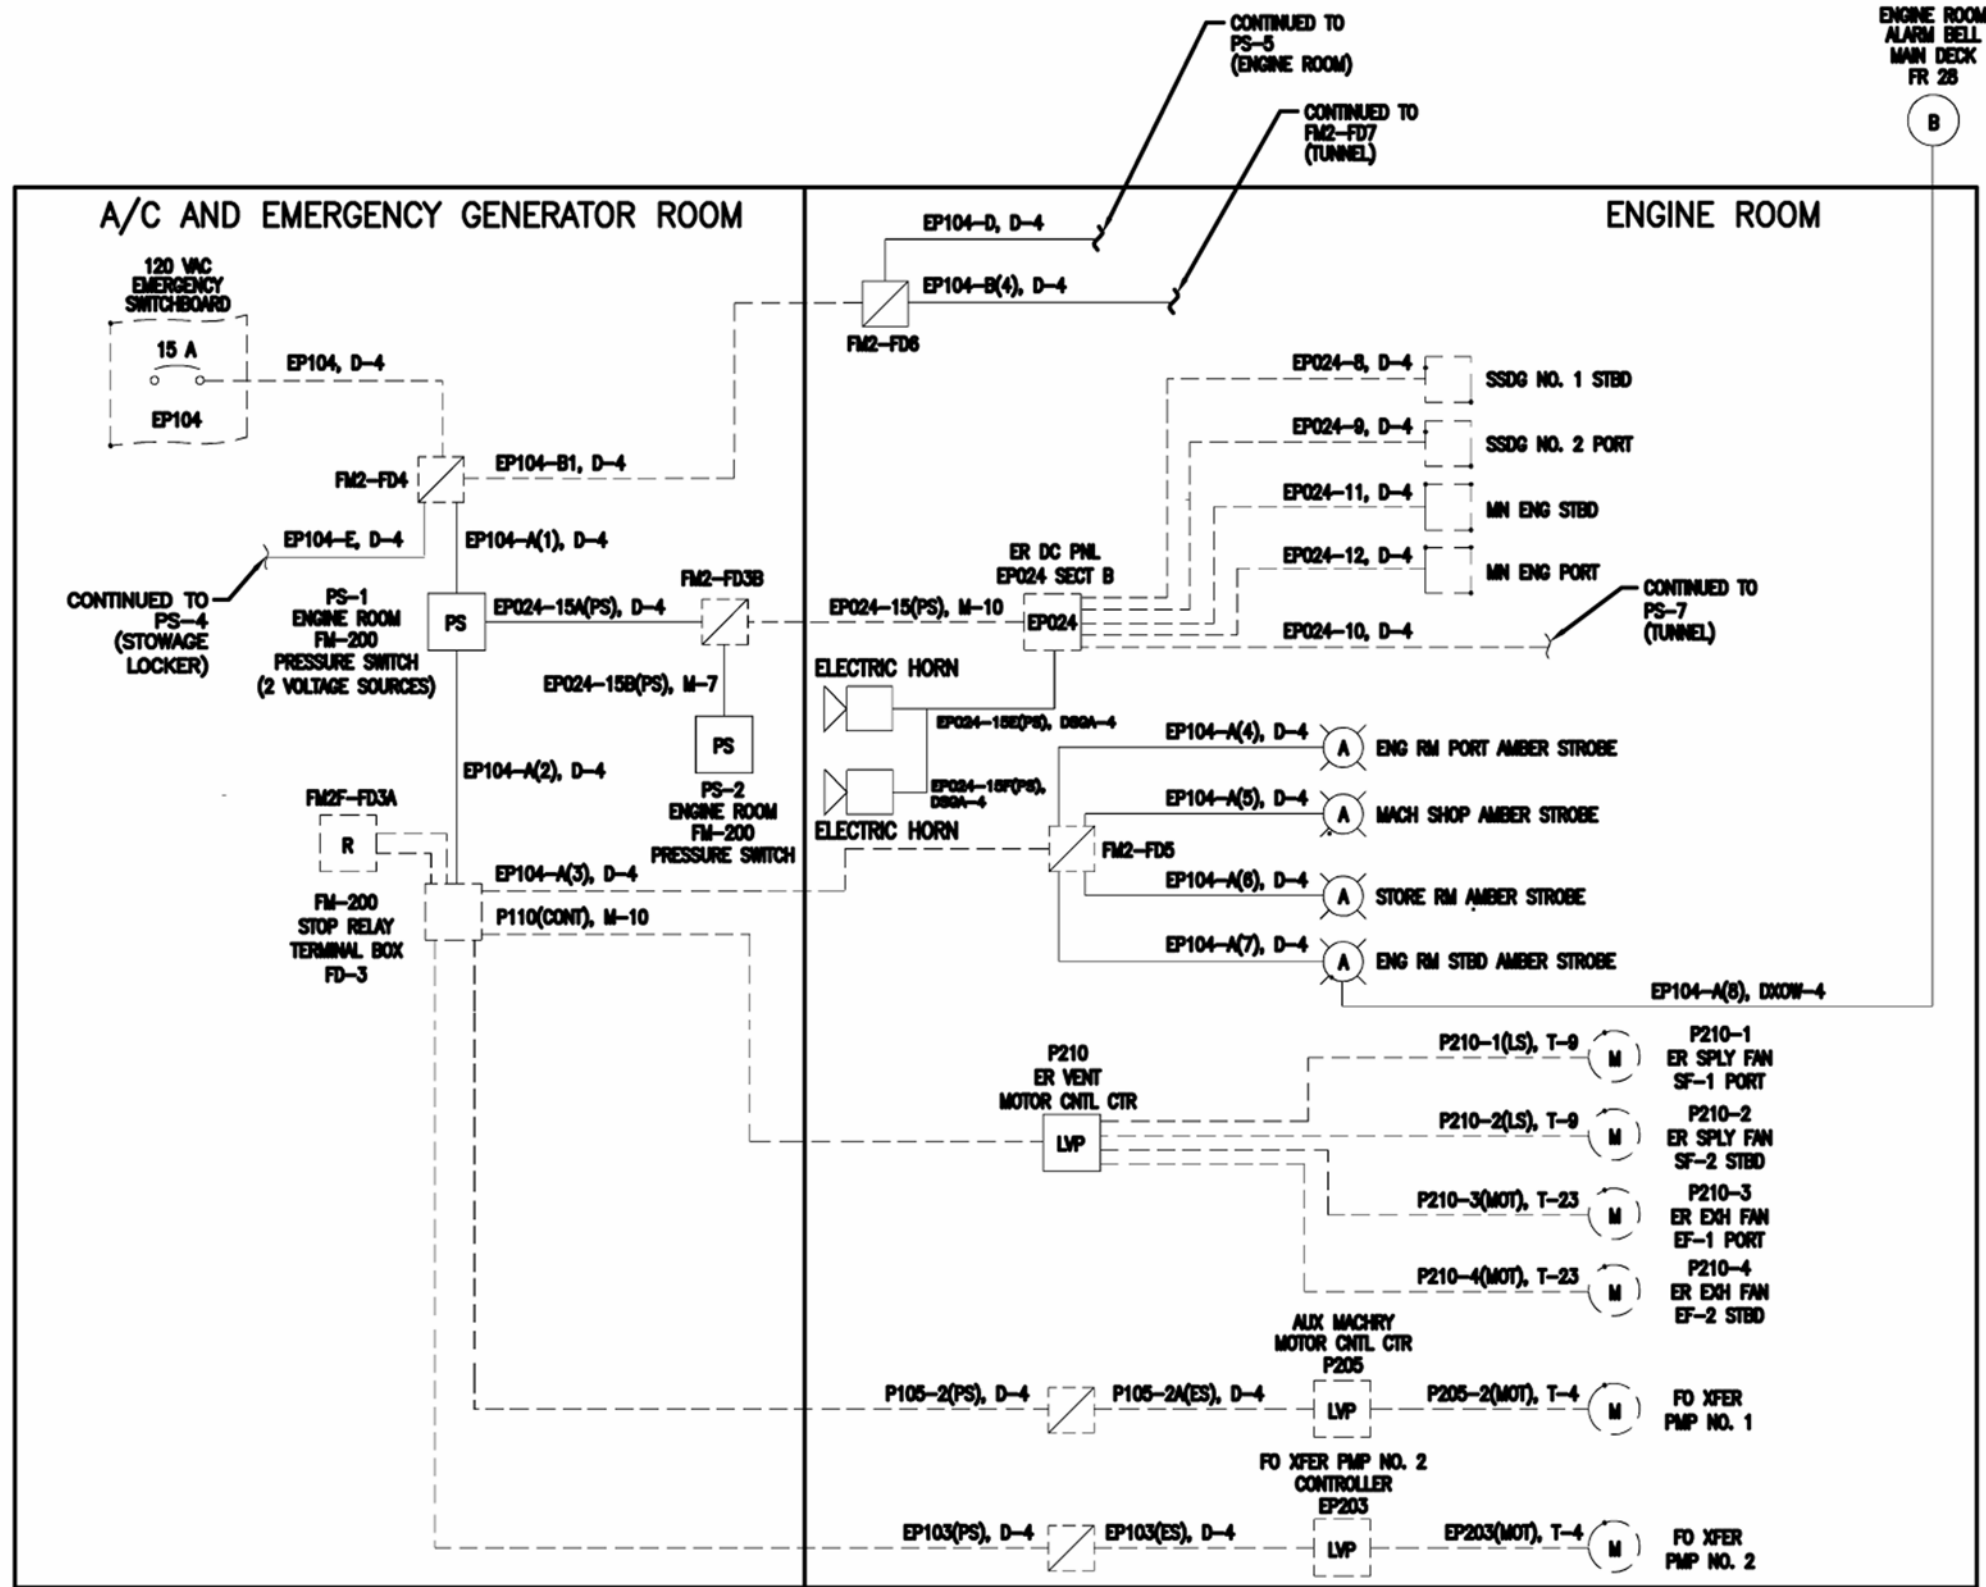 CONTINUED TO
PS-5
(ENGINE ROOM)
CONTINUED TO
FM2-FD7
(TUNNEL)
ENGINE ROOM
ALARM BELL
MAIN DECK
FR 28
B
A/C AND EMERGENCY GENERATOR ROOM
ENGINE ROOM
120 VAC
EMERGENCY
SWITCHBOARD
15 A
EP104
EP104, D-4
FM2-FD4
EP104-B1, D-4
EP104-E, D-4
EP104-A(1), D-4
CONTINUED TO
PS-4
(STOWAGE
LOCKER)
PS-1
ENGINE ROOM
FM-200
PRESSURE SWITCH
(2 VOLTAGE SOURCES)
PS
EP024-15A(PS), D-4
FM2-FD3B
EP024-15B(PS), M-7
PS
PS-2
ENGINE ROOM
FM-200
PRESSURE SWITCH
EP104-A(2), D-4
FM2F-FD3A
R
FM-200
STOP RELAY
TERMINAL BOX
FD-3
EP104-A(3), D-4
P110(CONT), M-10
EP104-D, D-4
EP104-B(4), D-4
FM2-FD6
EP024-8, D-4
SSDG NO. 1 STBD
EP024-9, D-4
SSDG NO. 2 PORT
EP024-11, D-4
MN ENG STBD
EP024-12, D-4
MN ENG PORT
ER DC PNL
EP024 SECT B
EP024-15(PS), M-10
EP024
EP024-10, D-4
CONTINUED TO
PS-7
(TUNNEL)
ELECTRIC HORN
EP024-15E(PS), DSGA-4
EP024-15F(PS),
DSGA-4
ELECTRIC HORN
EP104-A(4), D-4
A
ENG RM PORT AMBER STROBE
EP104-A(5), D-4
A
MACH SHOP AMBER STROBE
FM2-FD5
EP104-A(6), D-4
A
STORE RM AMBER STROBE
EP104-A(7), D-4
A
ENG RM STBD AMBER STROBE
EP104-A(8), DXOW-4
P210
ER VENT
MOTOR CNTL CTR
LVP
P210-1(LS), T-9
M
P210-1
ER SPLY FAN
SF-1 PORT
P210-2(LS), T-9
M
P210-2
ER SPLY FAN
SF-2 STBD
P210-3(MOT), T-23
M
P210-3
ER EXH FAN
EF-1 PORT
P210-4(MOT), T-23
M
P210-4
ER EXH FAN
EF-2 STBD
AUX MACHRY
MOTOR CNTL CTR
P205
P105-2(PS), D-4
P105-2A(ES), D-4
LVP
P205-2(MOT), T-4
M
FO XFER
PMP NO. 1
FO XFER PMP NO. 2
CONTROLLER
EP203
EP103(PS), D-4
EP103(ES), D-4
LVP
EP203(MOT), T-4
M
FO XFER
PMP NO. 2